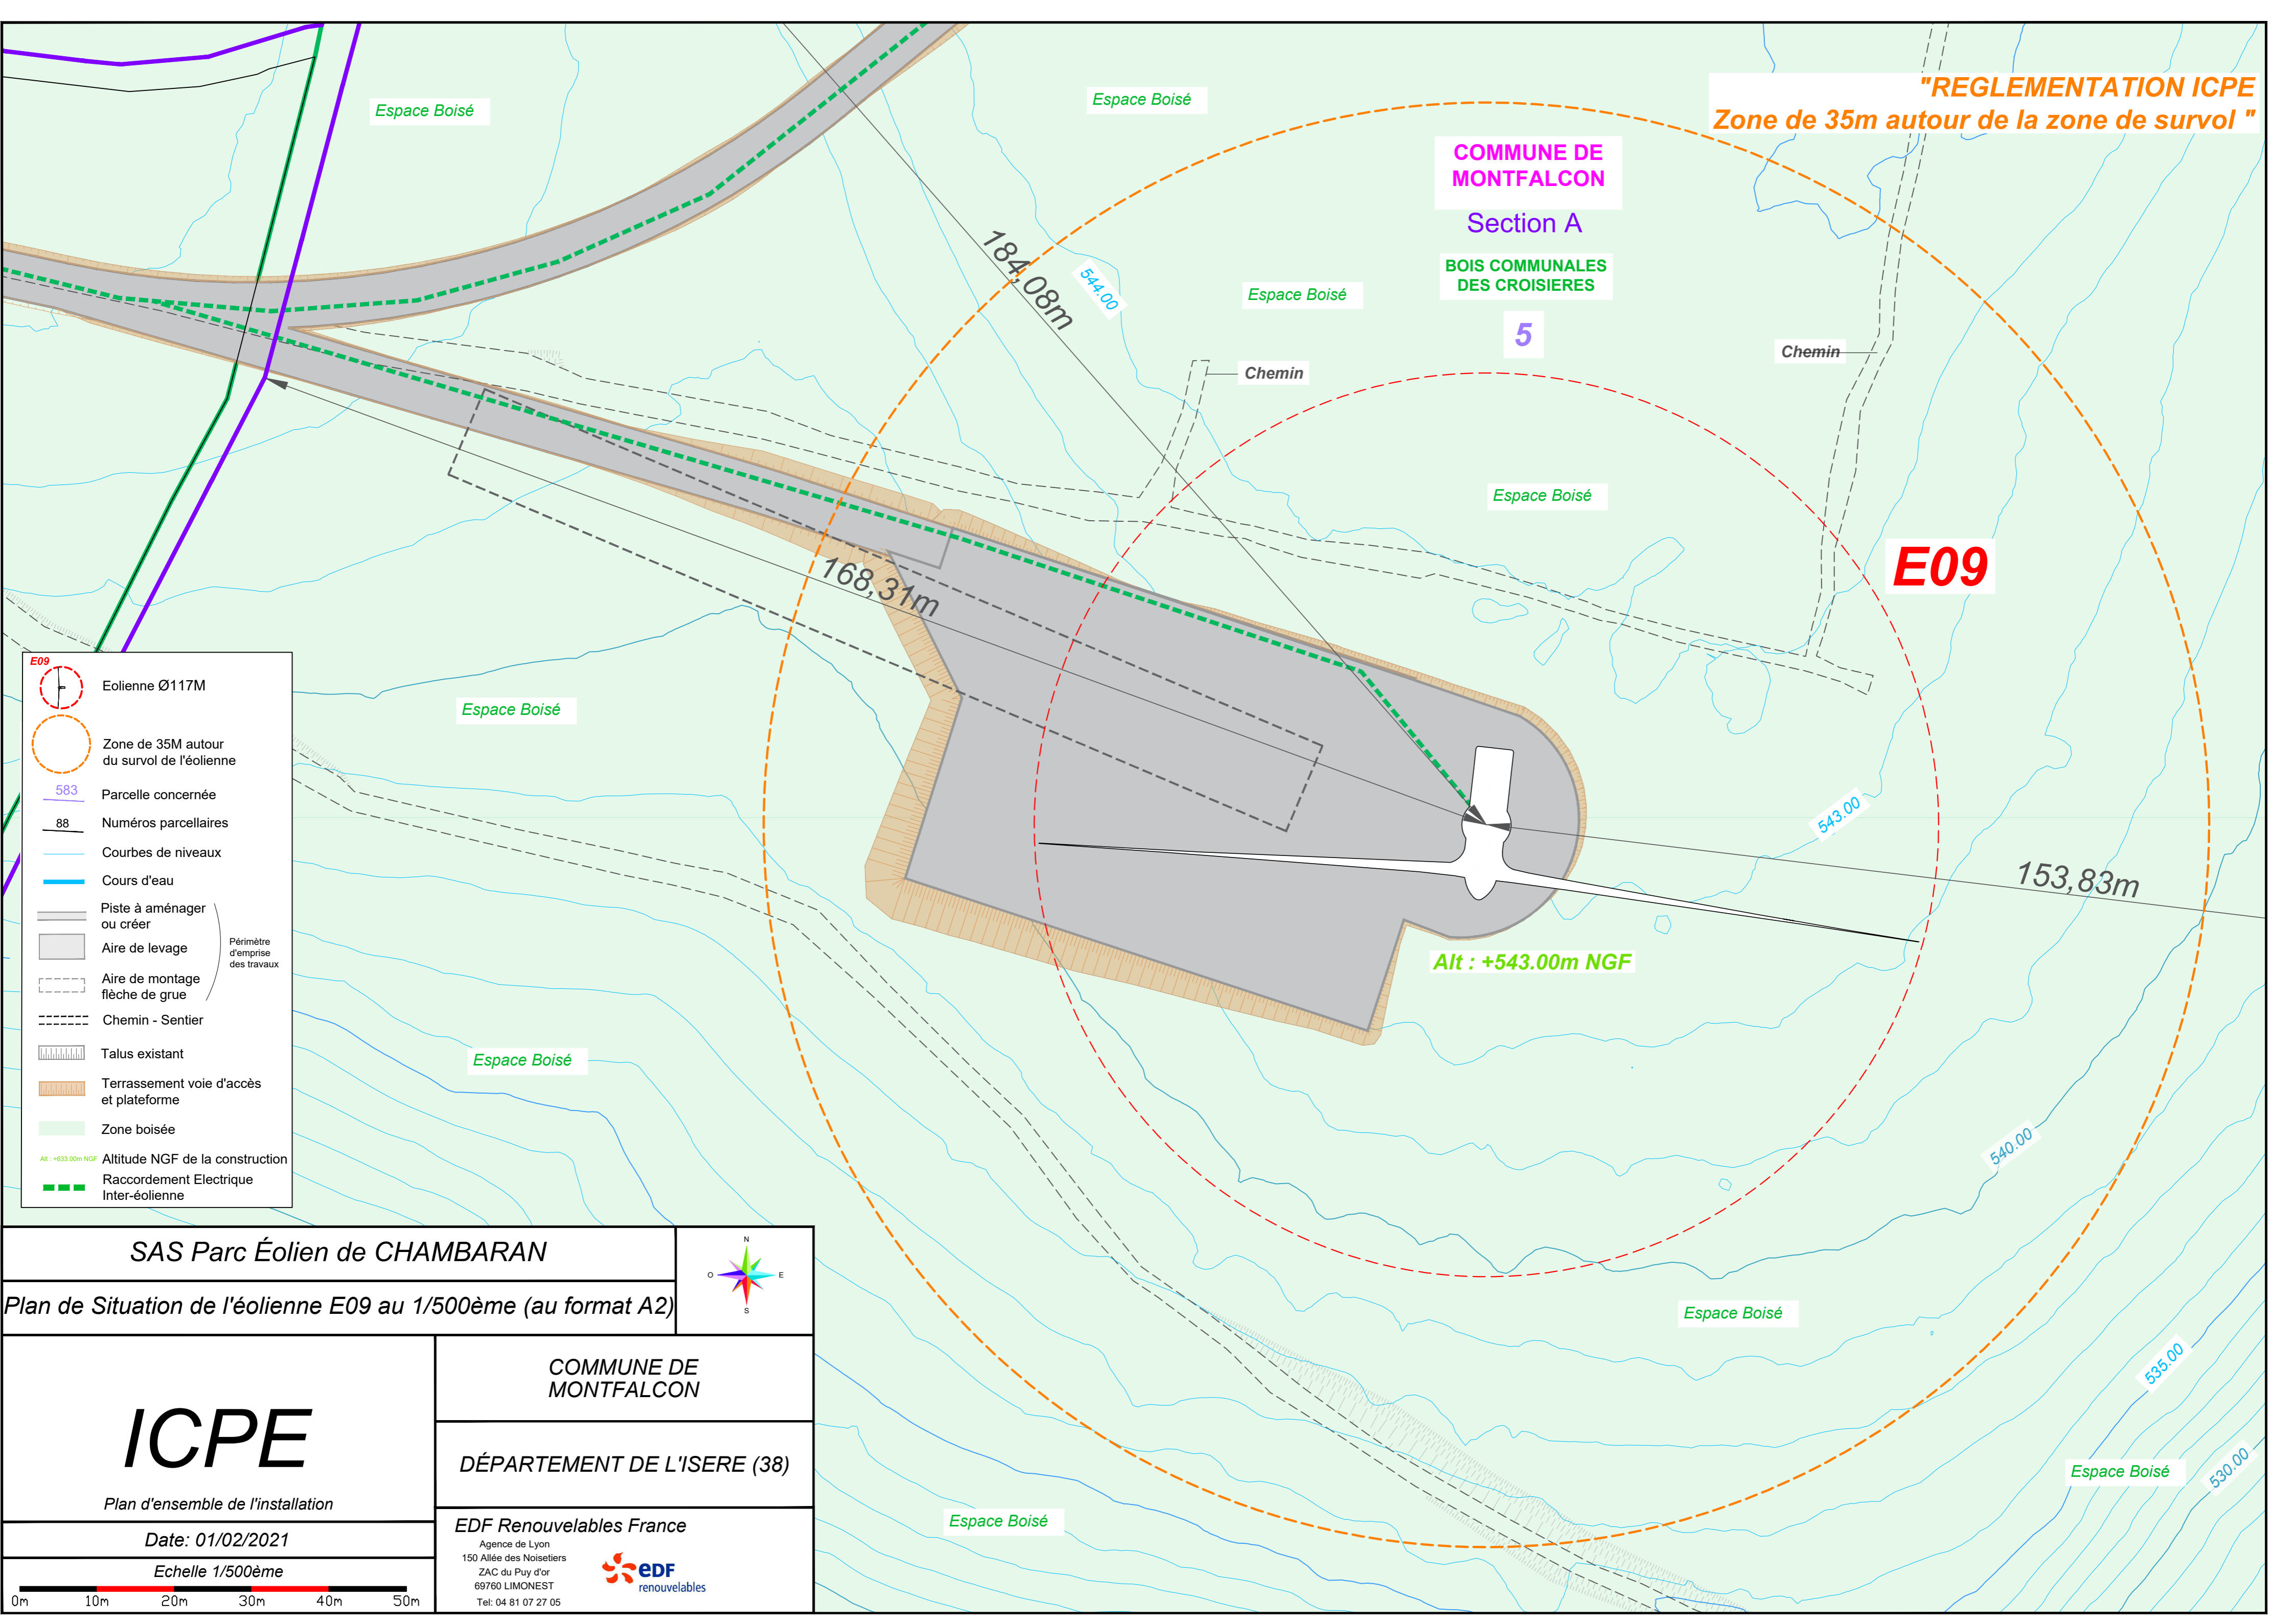 "REGLEMENTATION ICPE
Zone de 35m autour de la zone de survol "
Espace Boisé
Espace Boisé
COMMUNE DE
MONTFALCON
Section A
BOIS COMMUNALES
DES CROISIERES
5
184,08m
544.00
Espace Boisé
Chemin
Chemin
Espace Boisé
E09
168,31m
Espace Boisé
543.00
153,83m
Alt : +543.00m NGF
Espace Boisé
540.00
Espace Boisé
535.00
Espace Boisé
530.00
Espace Boisé
E09
Eolienne Ø117M
Zone de 35M autour
du survol de l'éolienne
583
Parcelle concernée
88
Numéros parcellaires
Courbes de niveaux
Cours d'eau
Piste à aménager
ou créer
Aire de levage
Aire de montage
flèche de grue
Périmètre
d'emprise
des travaux
Chemin - Sentier
Talus existant
Terrassement voie d'accès
et plateforme
Zone boisée
Alt : +633.00m NGF
Altitude NGF de la construction
Raccordement Electrique
Inter-éolienne
SAS Parc Éolien de CHAMBARAN
N
O
E
S
Plan de Situation de l'éolienne E09 au 1/500ème (au format A2)
ICPE
Plan d'ensemble de l'installation
Date: 01/02/2021
Echelle 1/500ème
0m 10m 20m 30m 40m 50m
COMMUNE DE
MONTFALCON
DÉPARTEMENT DE L'ISERE (38)
EDF Renouvelables France
Agence de Lyon
150 Allée des Noisetiers
ZAC du Puy d'or
69760 LIMONEST
Tel: 04 81 07 27 05
eDF
renouvelables